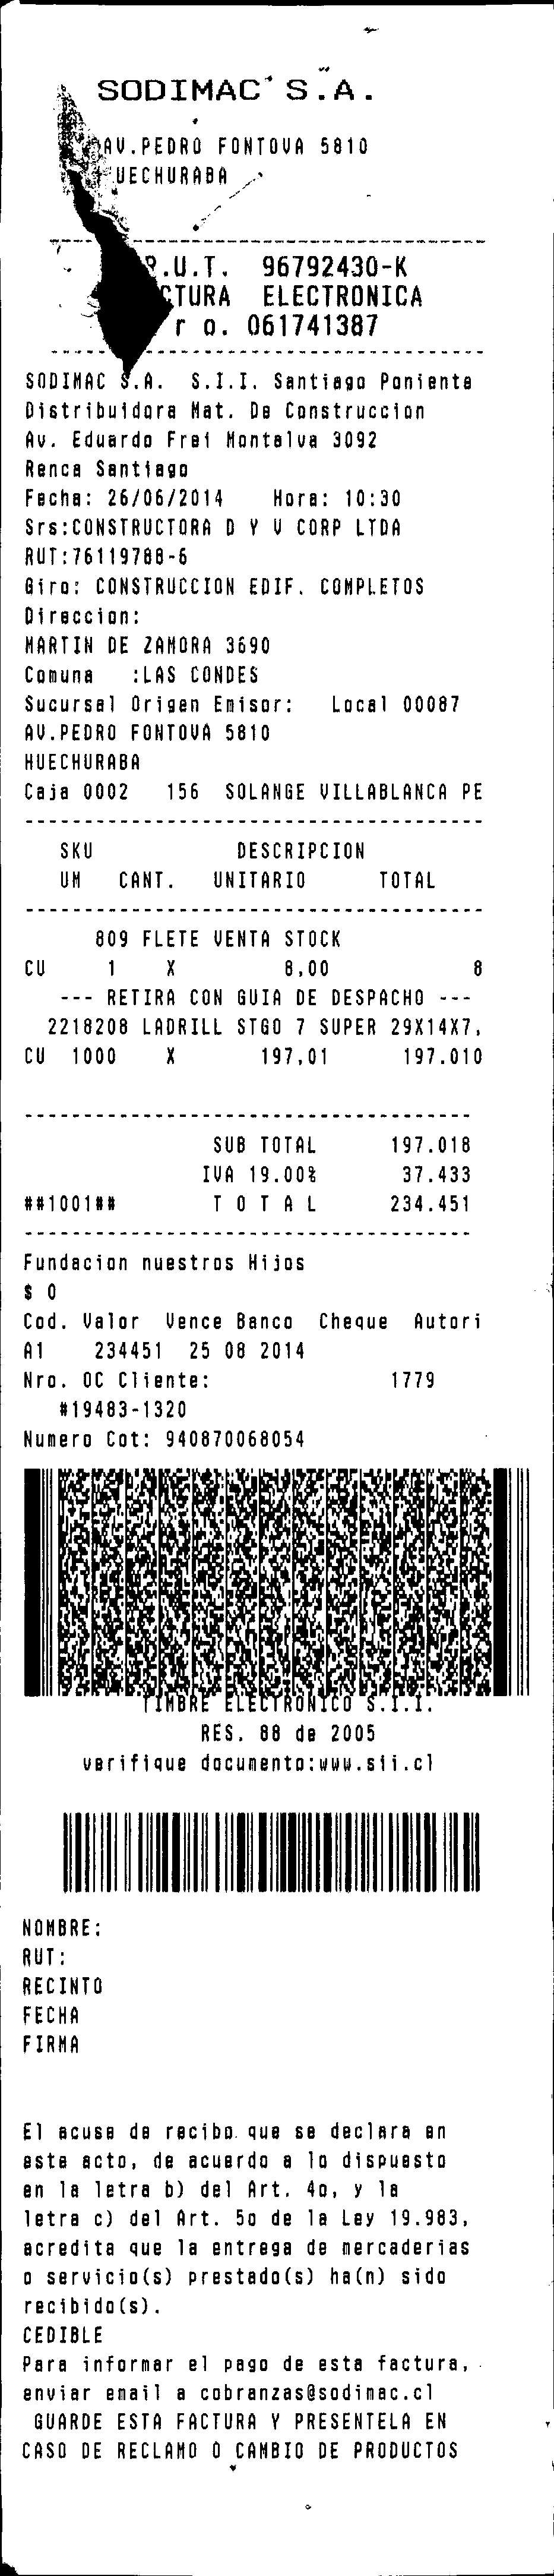 SODIMAC S.A.
AV.PEDRO FONTOVA 5810
HUECHURABA
R.U.T. 96792430-K
CTURA ELECTRONICA
r o. 061741387
SODIMAC S.A. S.I.I. Santiago Poniente
Distribuidora Mat. De Construccion
Av. Eduardo Frei Montalva 3092
Renca Santiago
Fecha: 26/06/2014 Hora: 10:30
Srs:CONSTRUCTORA D Y V CORP LTDA
RUT:76119788-6
Giro: CONSTRUCCION EDIF. COMPLETOS
Direccion:
MARTIN DE ZAMORA 3690
Comuna :LAS CONDES
Sucursal Origen Emisor: Local 00087
AV.PEDRO FONTOVA 5810
HUECHURABA
Caja 0002 156 SOLANGE VILLABLANCA PE
SKU DESCRIPCION
UM CANT. UNITARIO TOTAL
809 FLETE VENTA STOCK
CU 1 X 8,00 8
--- RETIRA CON GUIA DE DESPACHO ---
2218208 LADRILL STGO 7 SUPER 29X14X7,
CU 1000 X 197,01 197.010
SUB TOTAL 197.018
IVA 19.00% 37.433
##1001## T O T A L 234.451
Fundacion nuestros Hijos
$ 0
Cod. Valor Vence Banco Cheque Autori
A1 234451 25 08 2014
Nro. OC Cliente: 1779
#19483-1320
Numero Cot: 940870068054
TIMBRE ELECTRONICO S.I.I.
RES. 88 de 2005
verifique documento:www.sii.cl
NOMBRE:
RUT:
RECINTO
FECHA
FIRMA
El acuse de recibo que se declara en
este acto, de acuerdo a lo dispuesto
en la letra b) del Art. 4o, y la
letra c) del Art. 5o de la Ley 19.983,
acredita que la entrega de mercaderias
o servicio(s) prestado(s) ha(n) sido
recibido(s).
CEDIBLE
Para informar el pago de esta factura,
enviar email a cobranzas@sodimac.cl
GUARDE ESTA FACTURA Y PRESENTELA EN
CASO DE RECLAMO O CAMBIO DE PRODUCTOS